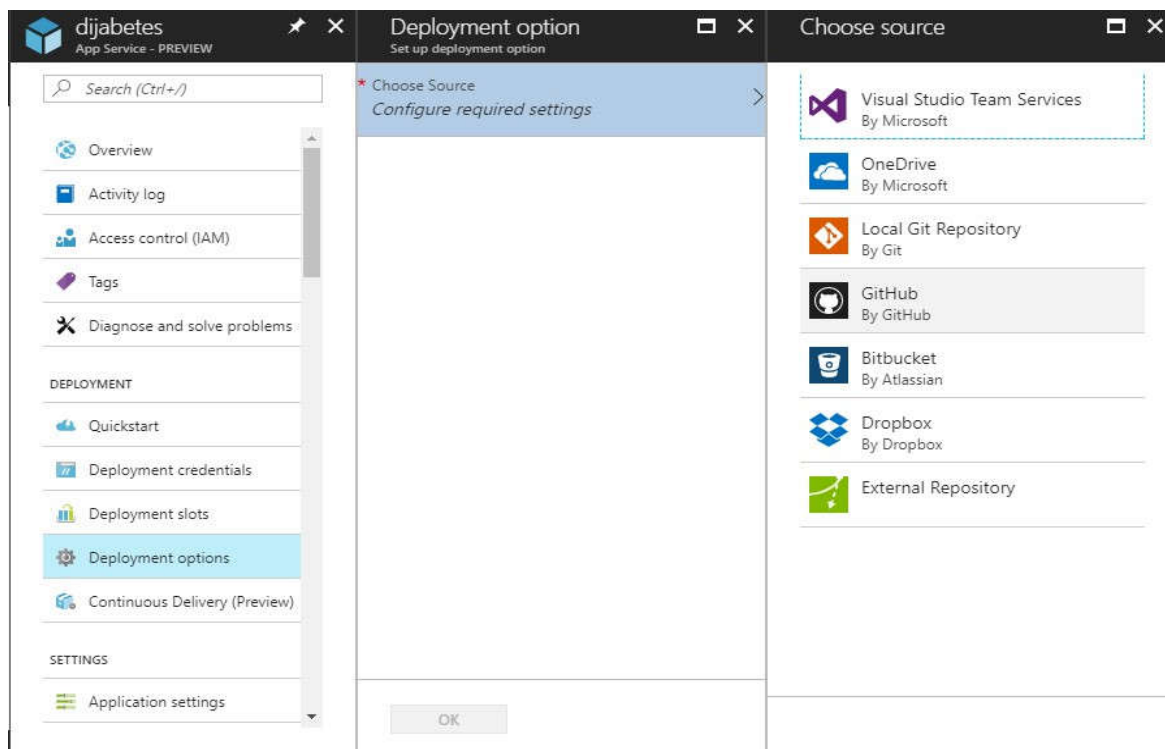 dijabetes
App Service - PREVIEW
Search (Ctrl+/)
Overview
Activity log
Access control (IAM)
Tags
Diagnose and solve problems
DEPLOYMENT
Quickstart
Deployment credentials
Deployment slots
Deployment options
Continuous Delivery (Preview)
SETTINGS
Application settings
Deployment option
Set up deployment option
* Choose Source
Configure required settings
OK
Choose source
Visual Studio Team Services
By Microsoft
OneDrive
By Microsoft
Local Git Repository
By Git
GitHub
By GitHub
Bitbucket
By Atlassian
Dropbox
By Dropbox
External Repository